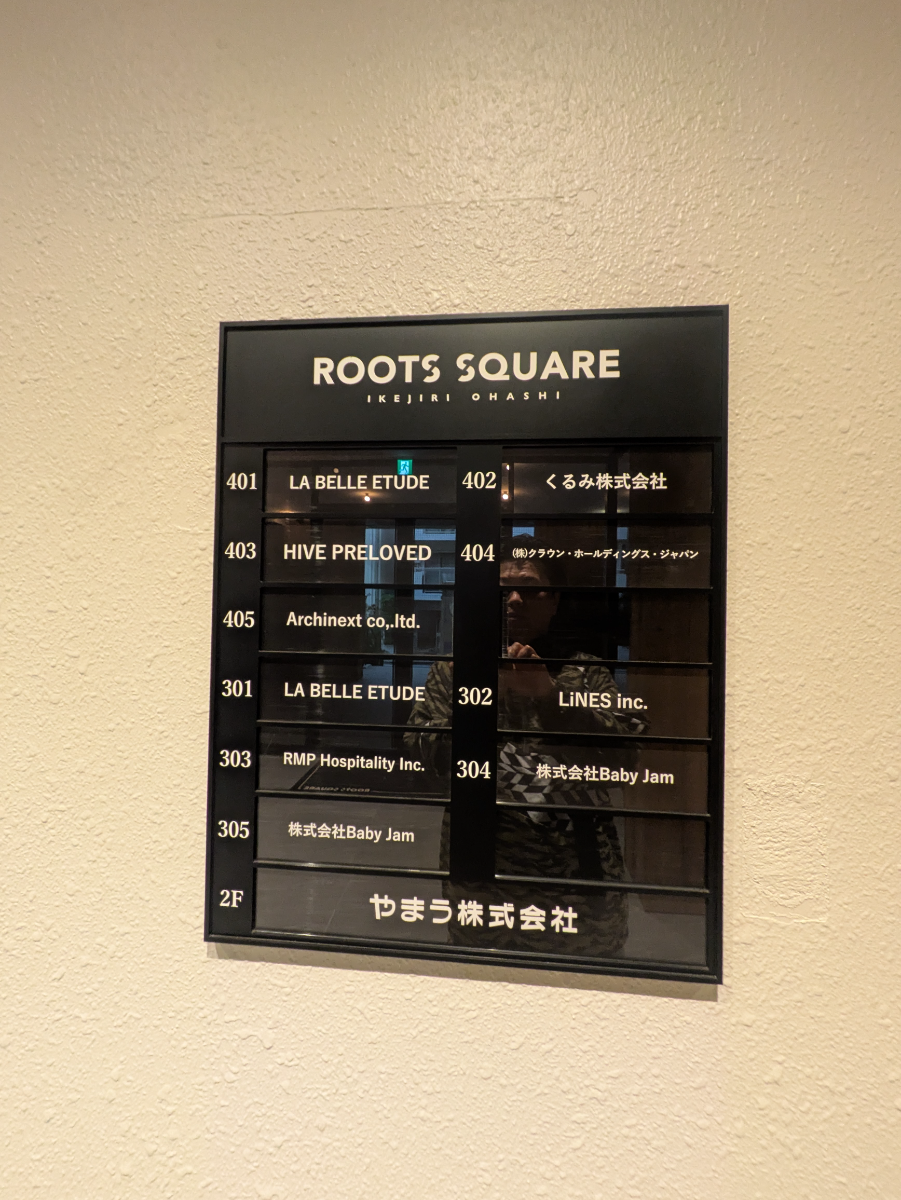 ROOTS SQUARE
IKEJIRI OHASHI
401 LA BELLE ETUDE 402 くるみ株式会社
403 HIVE PRELOVED 404 ㈱クラウン・ホールディングス・ジャパン
405 Archinext co,.ltd.
301 LA BELLE ETUDE 302 LiNES inc.
303 RMP Hospitality Inc. 304 株式会社Baby Jam
305 株式会社Baby Jam
2F やまう株式会社